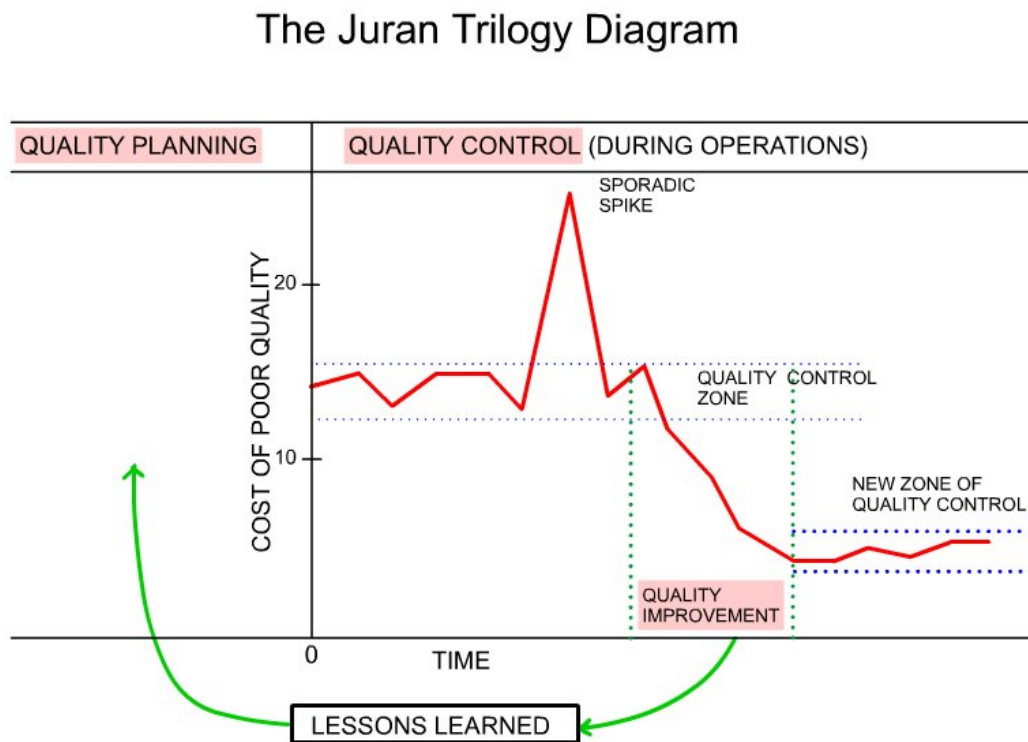 The Juran Trilogy Diagram
QUALITY PLANNING
QUALITY CONTROL (DURING OPERATIONS)
SPORADIC
SPIKE
COST OF POOR QUALITY
20
10
QUALITY CONTROL
ZONE
NEW ZONE OF
QUALITY CONTROL
QUALITY
IMPROVEMENT
0
TIME
LESSONS LEARNED